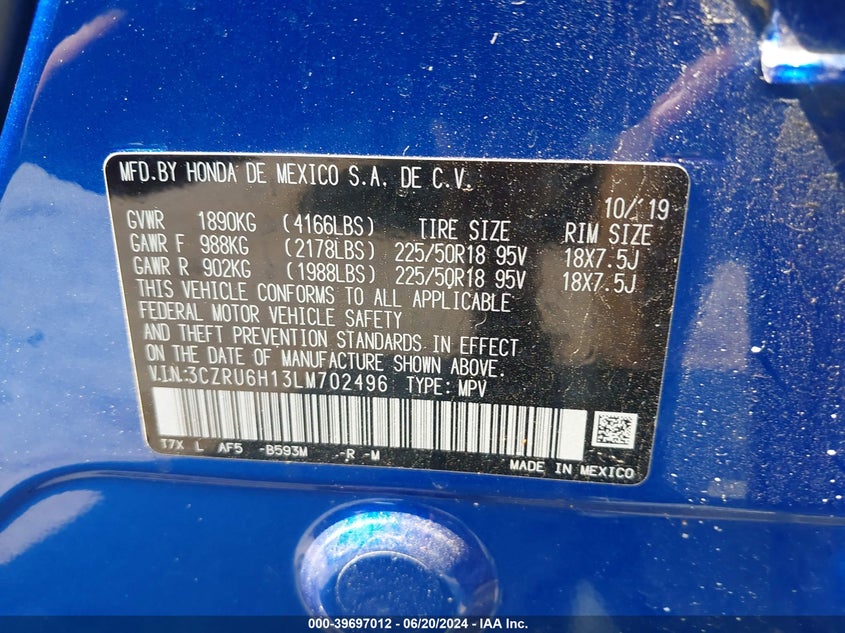 MFD.BY HONDA DE MEXICO S.A. DE C.V.
10/'19
GVWR 1890KG (4166LBS) TIRE SIZE RIM SIZE
GAWR F 988KG (2178LBS) 225/50R18 95V 18X7.5J
GAWR R 902KG (1988LBS) 225/50R18 95V 18X7.5J
THIS VEHICLE CONFORMS TO ALL APPLICABLE
FEDERAL MOTOR VEHICLE SAFETY
AND THEFT PREVENTION STANDARDS IN EFFECT
ON THE DATE OF MANUFACTURE SHOWN ABOVE.
V.I.N:3CZRU6H13LM702496 TYPE: MPV
T7X L AF5 -B593M -R -M
MADE IN MEXICO
000-39697012 - 06/20/2024 - IAA Inc.